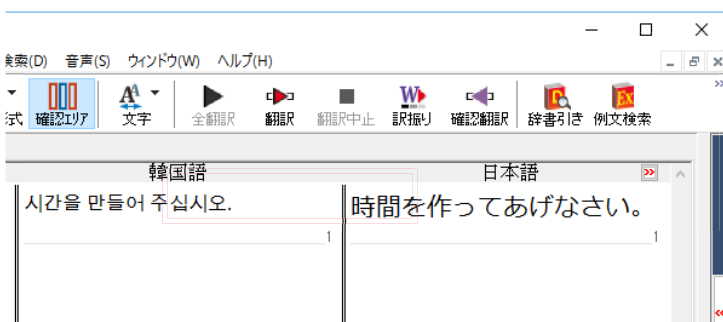 検索(D) 音声(S) ウィンドウ(W) ヘルプ(H)
式 確認エリア 文字 全翻訳 翻訳 翻訳中止 訳振り 確認翻訳 辞書引き 例文検索
韓国語 日本語
시간을 만들어 주십시오. 時間を作ってあげなさい。
1 1